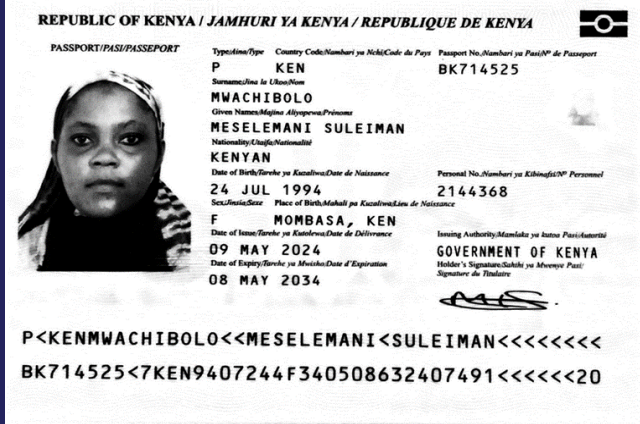 REPUBLIC OF KENYA / JAMHURI YA KENYA / REPUBLIQUE DE KENYA
PASSPORT/PASI/PASSEPORT
Type/Aina/Type Country Code/Nambari ya Nchi/Code du Pays Passport No./Nambari ya Pasi/Nº de Passeport
P KEN BK714525
Surname/Jina la Ukoo/Nom
MWACHIBOLO
Given Names/Majina Aliyopewa/Prénoms
MESELEMANI SULEIMAN
Nationality/Utaifa/Nationalité
KENYAN
Date of Birth/Tarehe ya Kuzaliwa/Date de Naissance Personal No./Nambari ya Kibinafsi/Nº Personnel
24 JUL 1994 2144368
Sex/Jinsia/Sexe Place of Birth/Mahali pa Kuzaliwa/Lieu de Naissance
F MOMBASA, KEN
Date of Issue/Tarehe ya Kutolewa/Date de Délivrance Issuing Authority/Mamlaka ya kutoa Pasi/Autorité
09 MAY 2024 GOVERNMENT OF KENYA
Date of Expiry/Tarehe ya Mwisho/Date d'Expiration Holder's Signature/Sahihi ya Mwenye Pasi/
Signature du Titulaire
08 MAY 2034
P<KENMWACHIBOLO<<MESELEMANI<SULEIMAN<<<<<<<<
BK714525<7KEN9407244F340508632407491<<<<<<20